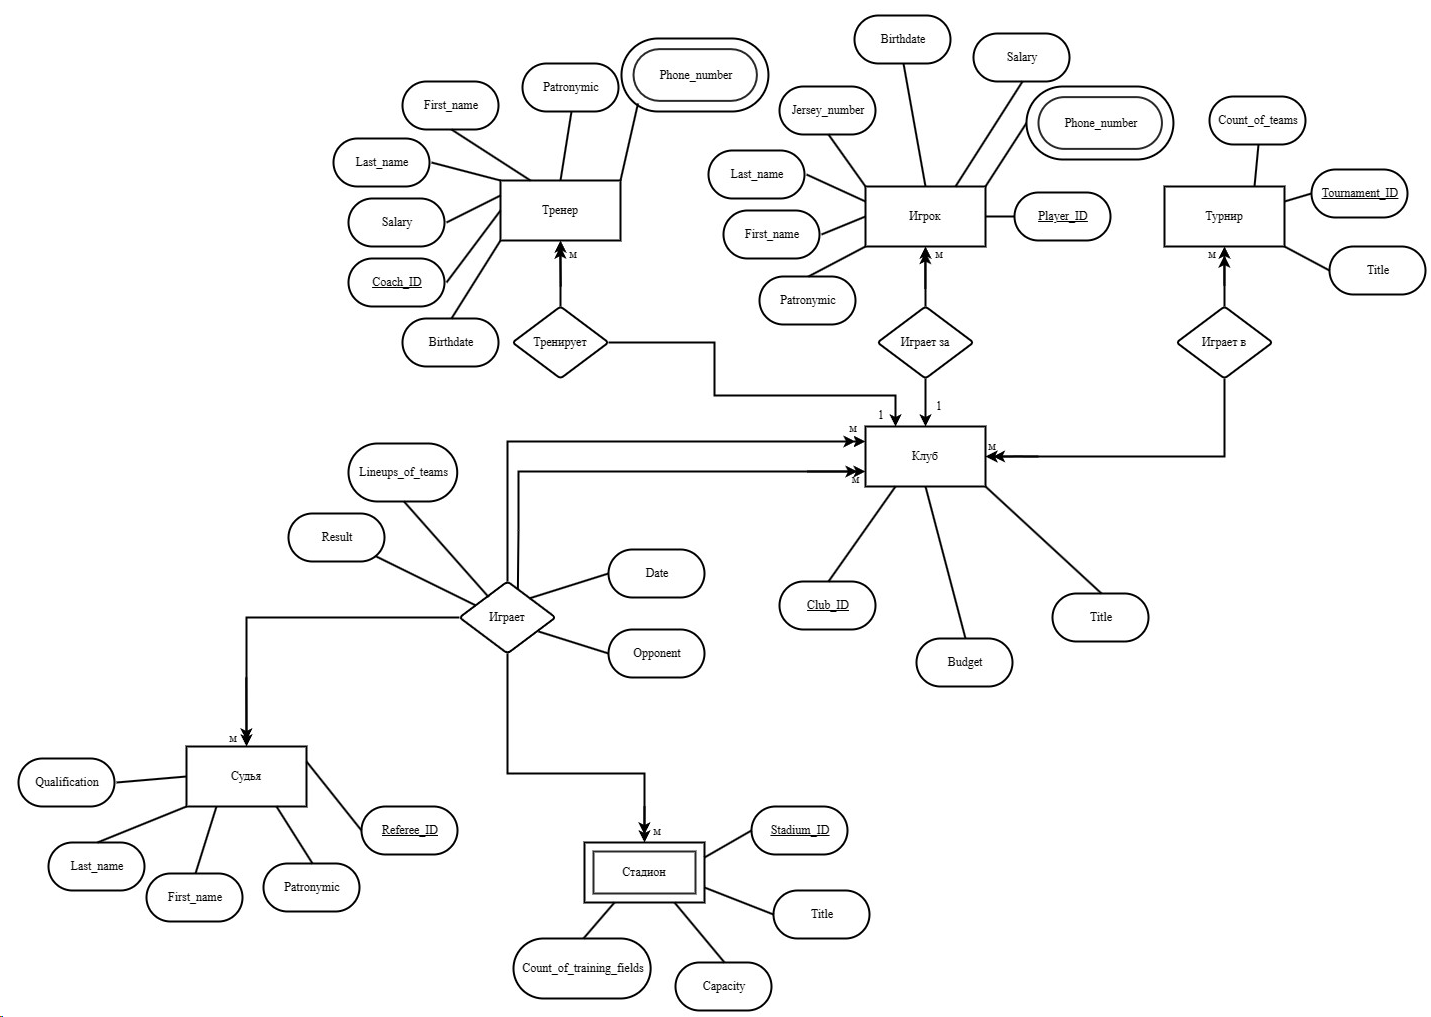 Birthdate
Salary
Phone_number
Patronymic
First_name
Jersey_number
Phone_number
Count_of_teams
Last_name
Last_name
Tournament_ID
Salary
Тренер
Игрок
Player_ID
Турнир
First_name
Coach_ID
м
м
м
Title
Patronymic
Birthdate
Тренирует
Играет за
Играет в
1
1
м
Клуб
м
м
Lineups_of_teams
Result
Date
Club_ID
Title
Играет
Opponent
Budget
м
Qualification
Судья
Referee_ID
м
Stadium_ID
Last_name
First_name
Patronymic
Стадион
Title
Count_of_training_fields
Capacity